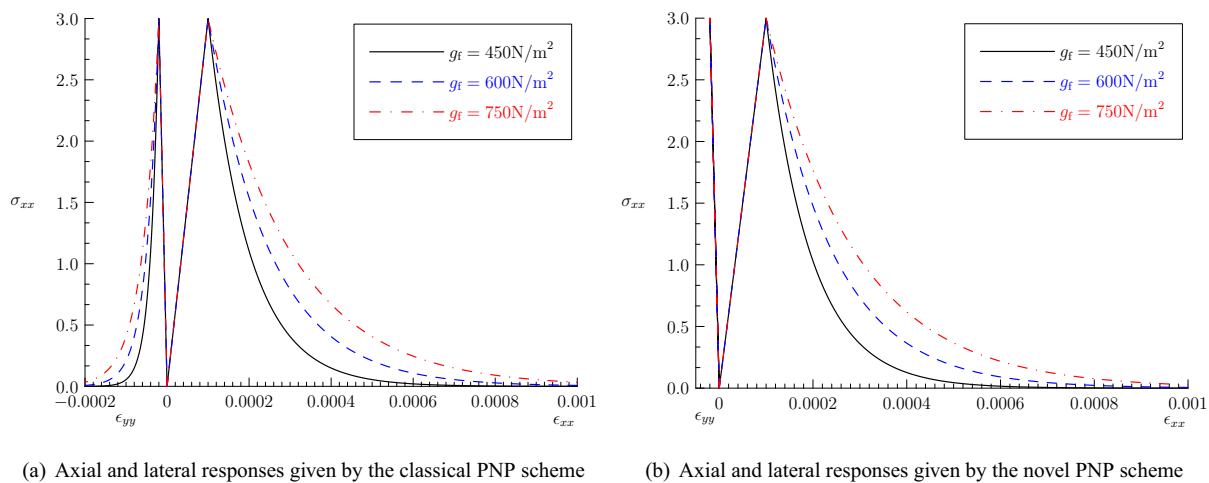 3.0
2.5
2.0
σxx 1.5
1.0
0.5
0.0
−0.0002 0 0.0002 0.0004 0.0006 0.0008 0.001
ϵyy ϵxx
gf = 450N/m²
gf = 600N/m²
gf = 750N/m²
(a) Axial and lateral responses given by the classical PNP scheme
3.0
2.5
2.0
σxx 1.5
1.0
0.5
0.0
0 0.0002 0.0004 0.0006 0.0008 0.001
ϵyy ϵxx
gf = 450N/m²
gf = 600N/m²
gf = 750N/m²
(b) Axial and lateral responses given by the novel PNP scheme